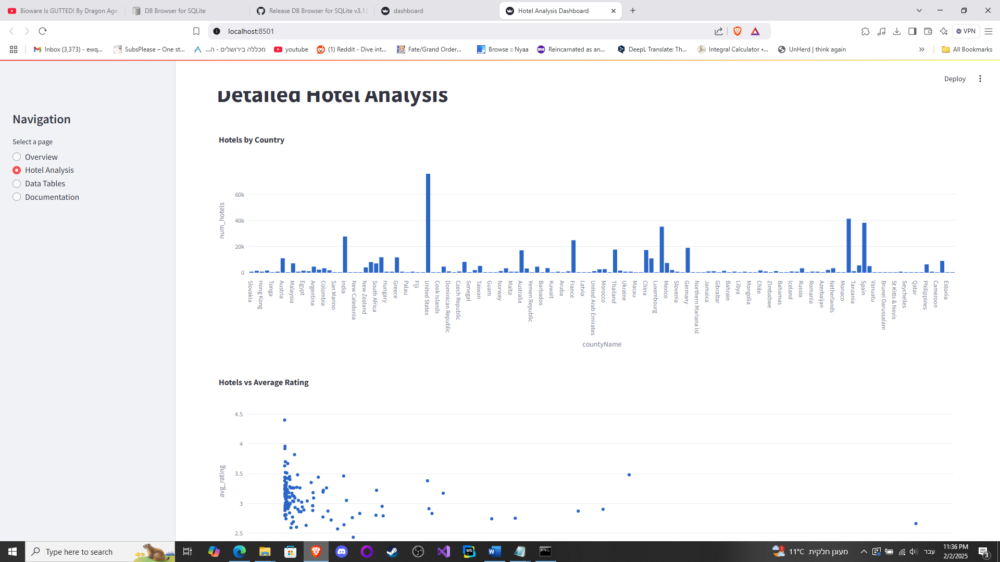 Bioware Is GUTTED! By Dragon Age
DB Browser for SQLite
Release DB Browser for SQLite v3.13
dashboard
Hotel Analysis Dashboard
localhost:8501
VPN
Inbox (3,373) - ewq...
SubsPlease – One st...
מכללה בירושלים - ה...
youtube
(1) Reddit - Dive int...
Fate/Grand Order...
Browse :: Nyaa
Reincarnated as an...
DeepL Translate: Th...
Integral Calculator •...
UnHerd | think again
All Bookmarks
Deploy
Navigation
Select a page
Overview
Hotel Analysis
Data Tables
Documentation
Detailed Hotel Analysis
Hotels by Country
num_hotels
60k
40k
20k
0
Slovakia
Hong Kong
Tonga
Austria
Malaysia
Egypt
Argentina
Colombia
San Marino
India
New Caledonia
New Zealand
South Africa
Hungary
Greece
Palau
Fiji
United States
Cook Islands
Dominican Republic
Czech Republic
Senegal
Taiwan
Guam
Norway
Malta
Australia
Yemen Republic
Barbados
Kuwait
Aruba
France
Latvia
United Arab Emirates
Morocco
Thailand
Ukraine
Macau
China
Luxembourg
Mexico
Slovenia
Germany
Northern Mariana Isl
Jamaica
Gibraltar
Bahrain
Libya
Mongolia
Chile
Zimbabwe
Bahamas
Iceland
Russia
Romania
Azerbaijan
Netherlands
Monaco
Tanzania
Spain
Vanuatu
Brunei Darussalam
St Kitts & Nevis
Seychelles
Qatar
Philippines
Cameroon
Estonia
countyName
Hotels vs Average Rating
avg_rating
4.5
4
3.5
3
2.5
Type here to search
WS
1
11°C
מעונן חלקית
עבר
11:36 PM
2/2/2025
3